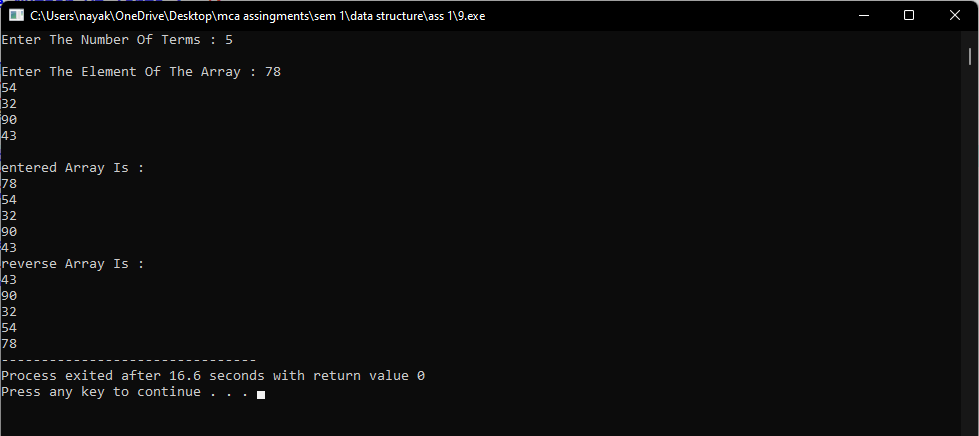 C:\Users\nayak\OneDrive\Desktop\mca assingments\sem 1\data structure\ass 1\9.exe
Enter The Number Of Terms : 5
Enter The Element Of The Array : 78
54
32
90
43
entered Array Is :
78
54
32
90
43
reverse Array Is :
43
90
32
54
78
--------------------------------
Process exited after 16.6 seconds with return value 0
Press any key to continue . . .